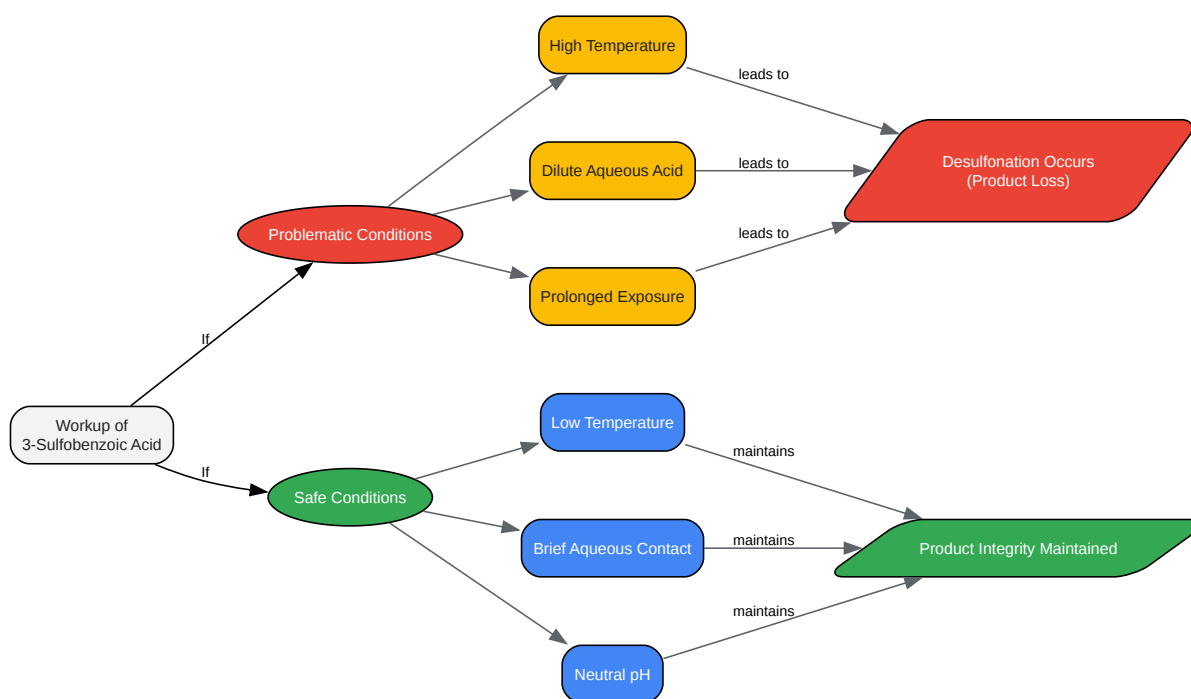 High Temperature
leads to
Dilute Aqueous Acid
leads to
Desulfonation Occurs
(Product Loss)
Problematic Conditions
leads to
Prolonged Exposure
If
Workup of
3-Sulfobenzoic Acid
If
Low Temperature
maintains
Safe Conditions
Brief Aqueous Contact
maintains
Product Integrity Maintained
maintains
Neutral pH